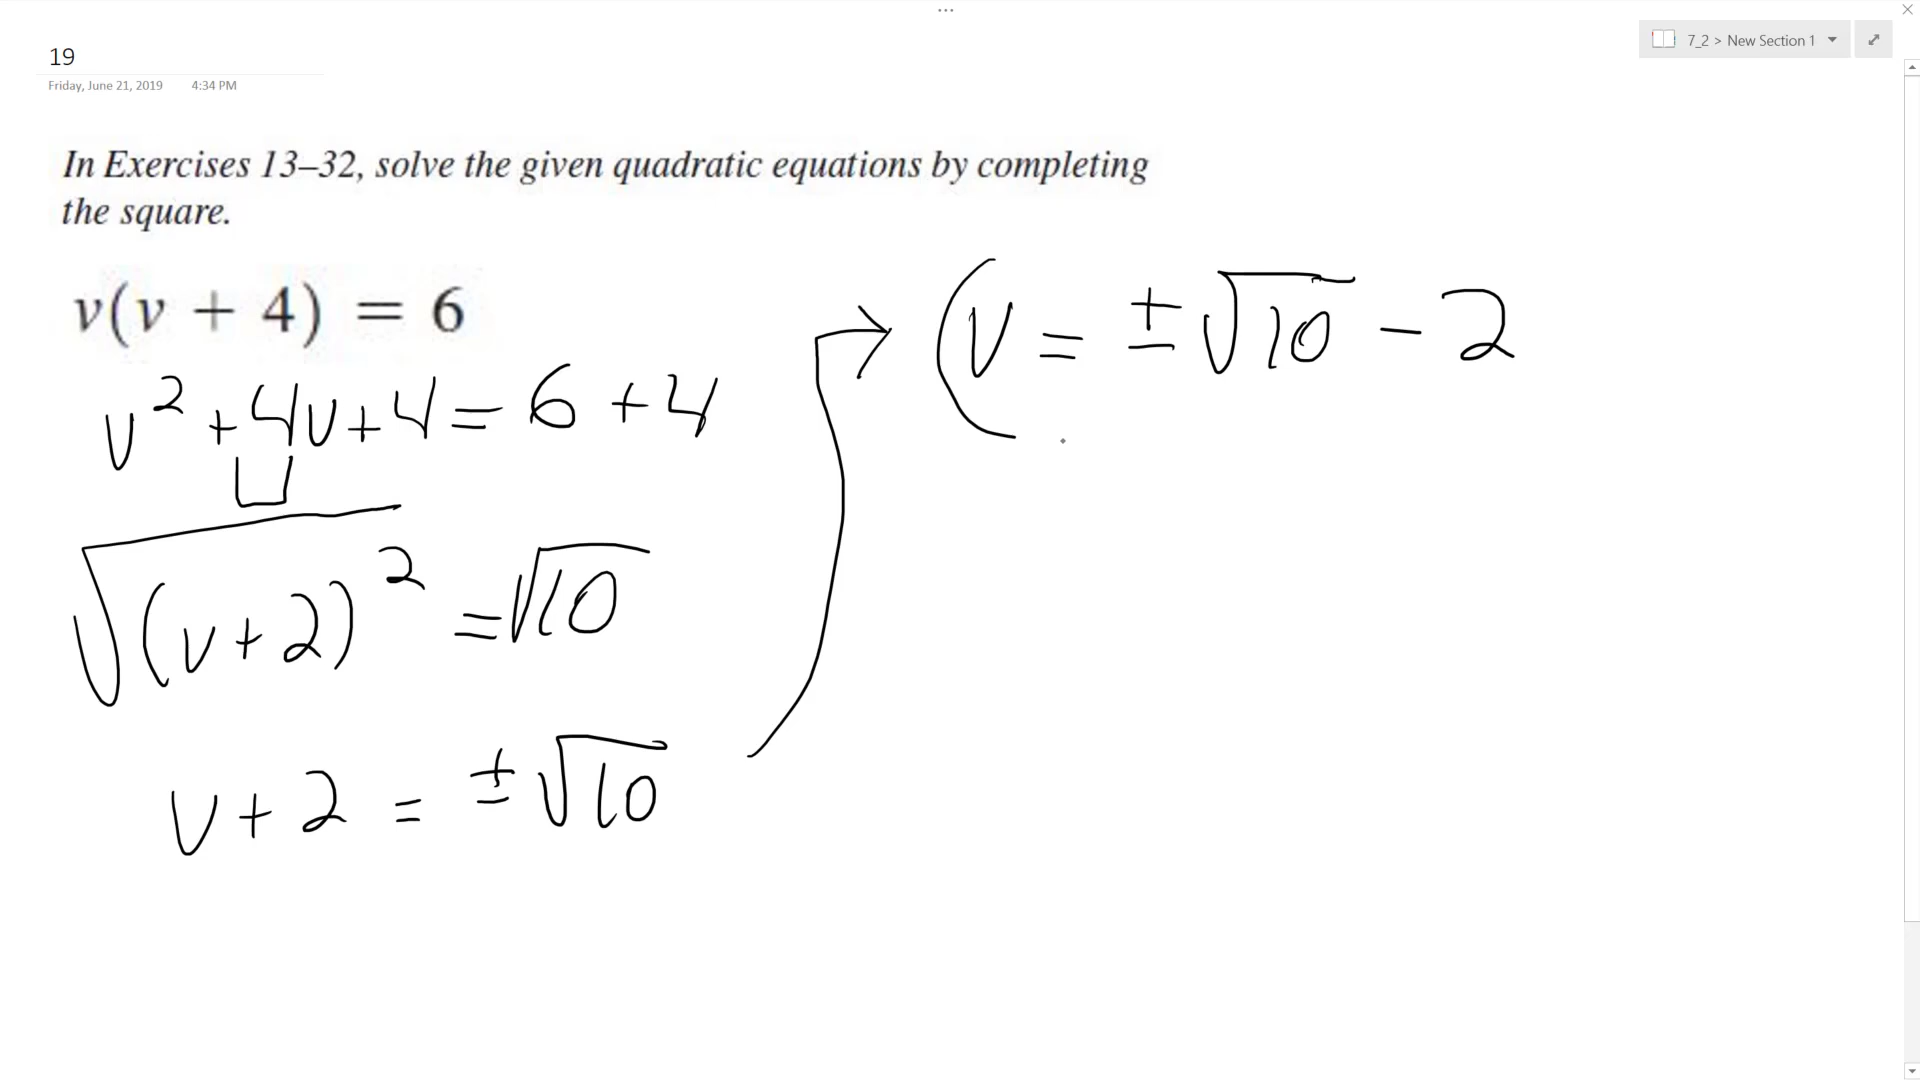 19
7_2 > New Section 1
Friday, June 21, 2019 4:34 PM
In Exercises 13–32, solve the given quadratic equations by completing
the square.
v(v + 4) = 6
v² + 4v + 4 = 6 + 4
√(v + 2)² = √10
v + 2 = ± √10
(v = ± √10 − 2